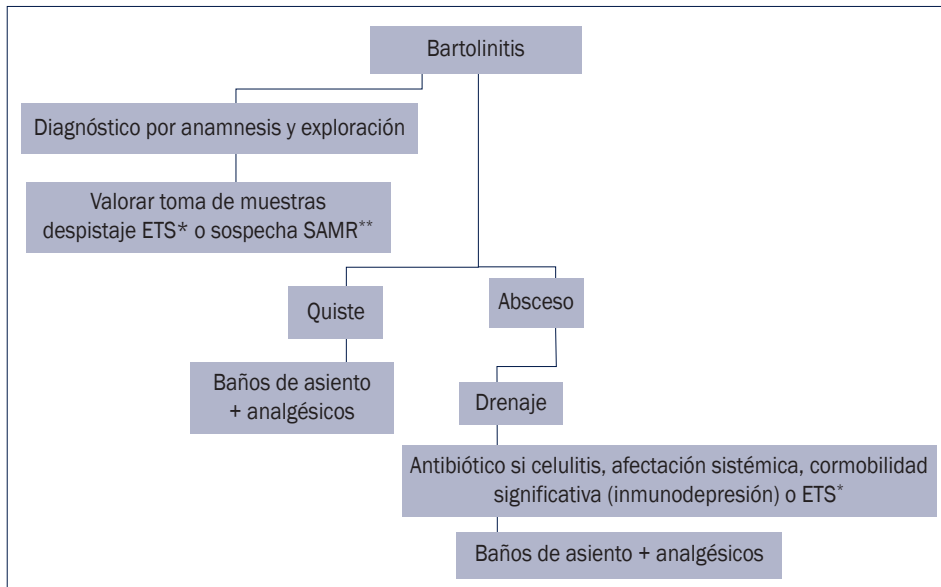 Bartolinitis
Diagnóstico por anamnesis y exploración
Valorar toma de muestras
despistaje ETS* o sospecha SAMR**
Quiste
Absceso
Baños de asiento
+ analgésicos
Drenaje
Antibiótico si celulitis, afectación sistémica, cormobilidad
significativa (inmunodepresión) o ETS*
Baños de asiento + analgésicos